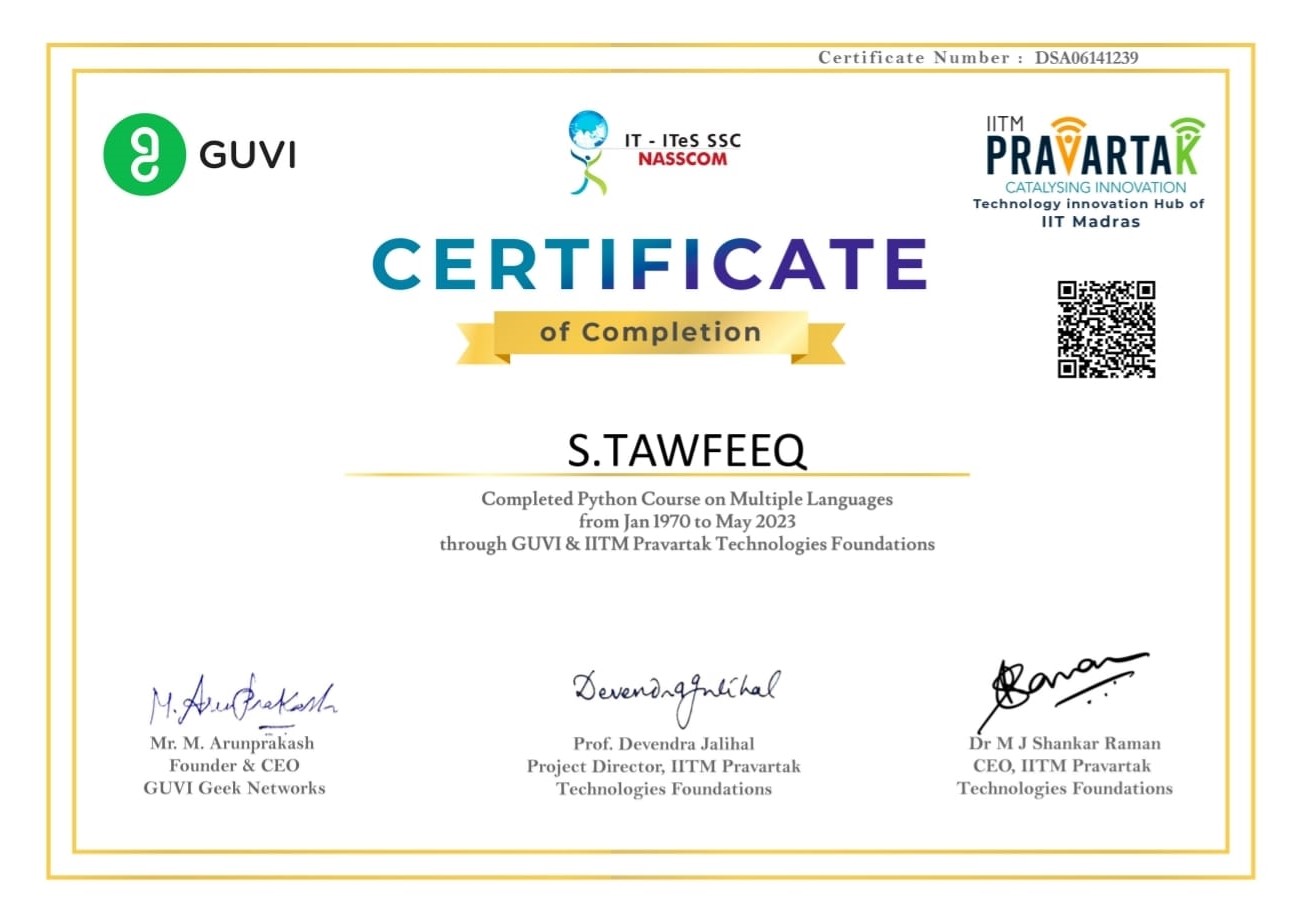 Certificate Number : DSA06141239
GUVI
IT - ITeS SSC
NASSCOM
IITM
PRAVARTAK
CATALYSING INNOVATION
Technology innovation Hub of
IIT Madras
CERTIFICATE
of Completion
S.TAWFEEQ
Completed Python Course on Multiple Languages
from Jan 1970 to May 2023
through GUVI & IITM Pravartak Technologies Foundations
M. ArunPrakash
Devendra Jalihal
Raman
Mr. M. Arunprakash
Founder & CEO
GUVI Geek Networks
Prof. Devendra Jalihal
Project Director, IITM Pravartak
Technologies Foundations
Dr M J Shankar Raman
CEO, IITM Pravartak
Technologies Foundations